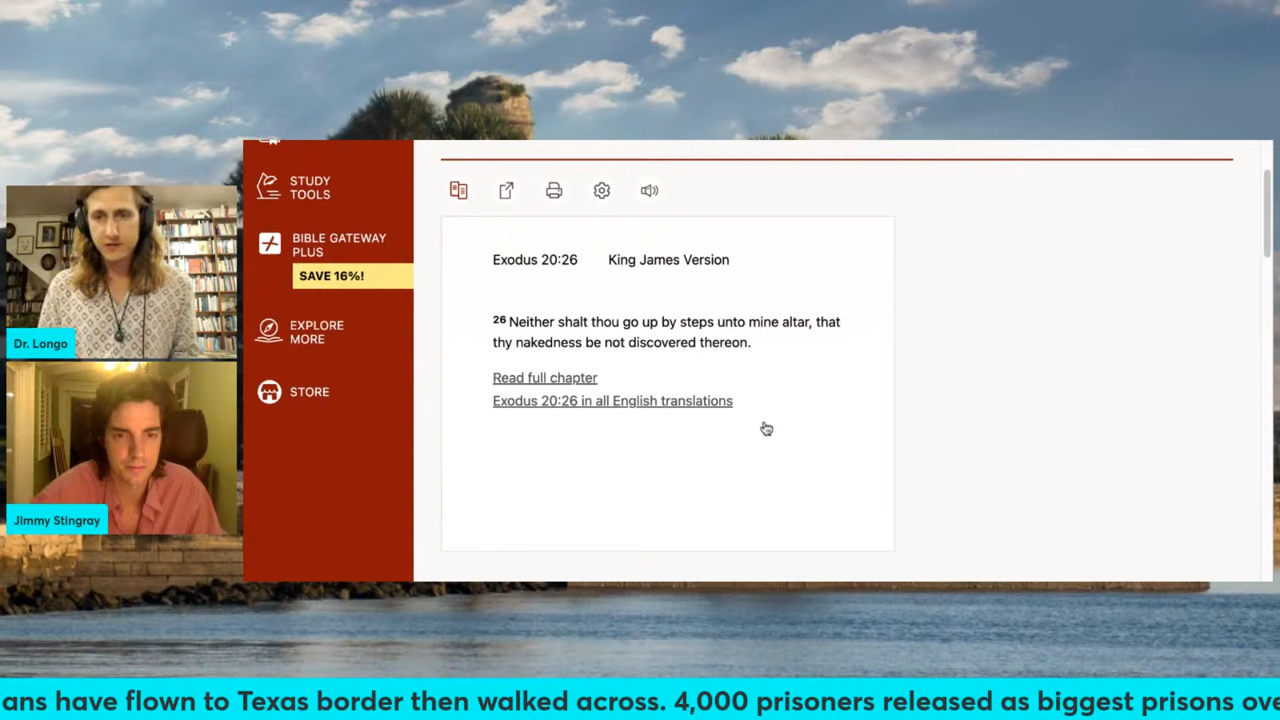 STUDY
TOOLS
BIBLE GATEWAY
PLUS
SAVE 16%!
EXPLORE
MORE
STORE
Exodus 20:26 King James Version
26 Neither shalt thou go up by steps unto mine altar, that
thy nakedness be not discovered thereon.
Read full chapter
Exodus 20:26 in all English translations
Dr. Longo
Jimmy Stingray
ans have flown to Texas border then walked across. 4,000 prisoners released as biggest prisons ove